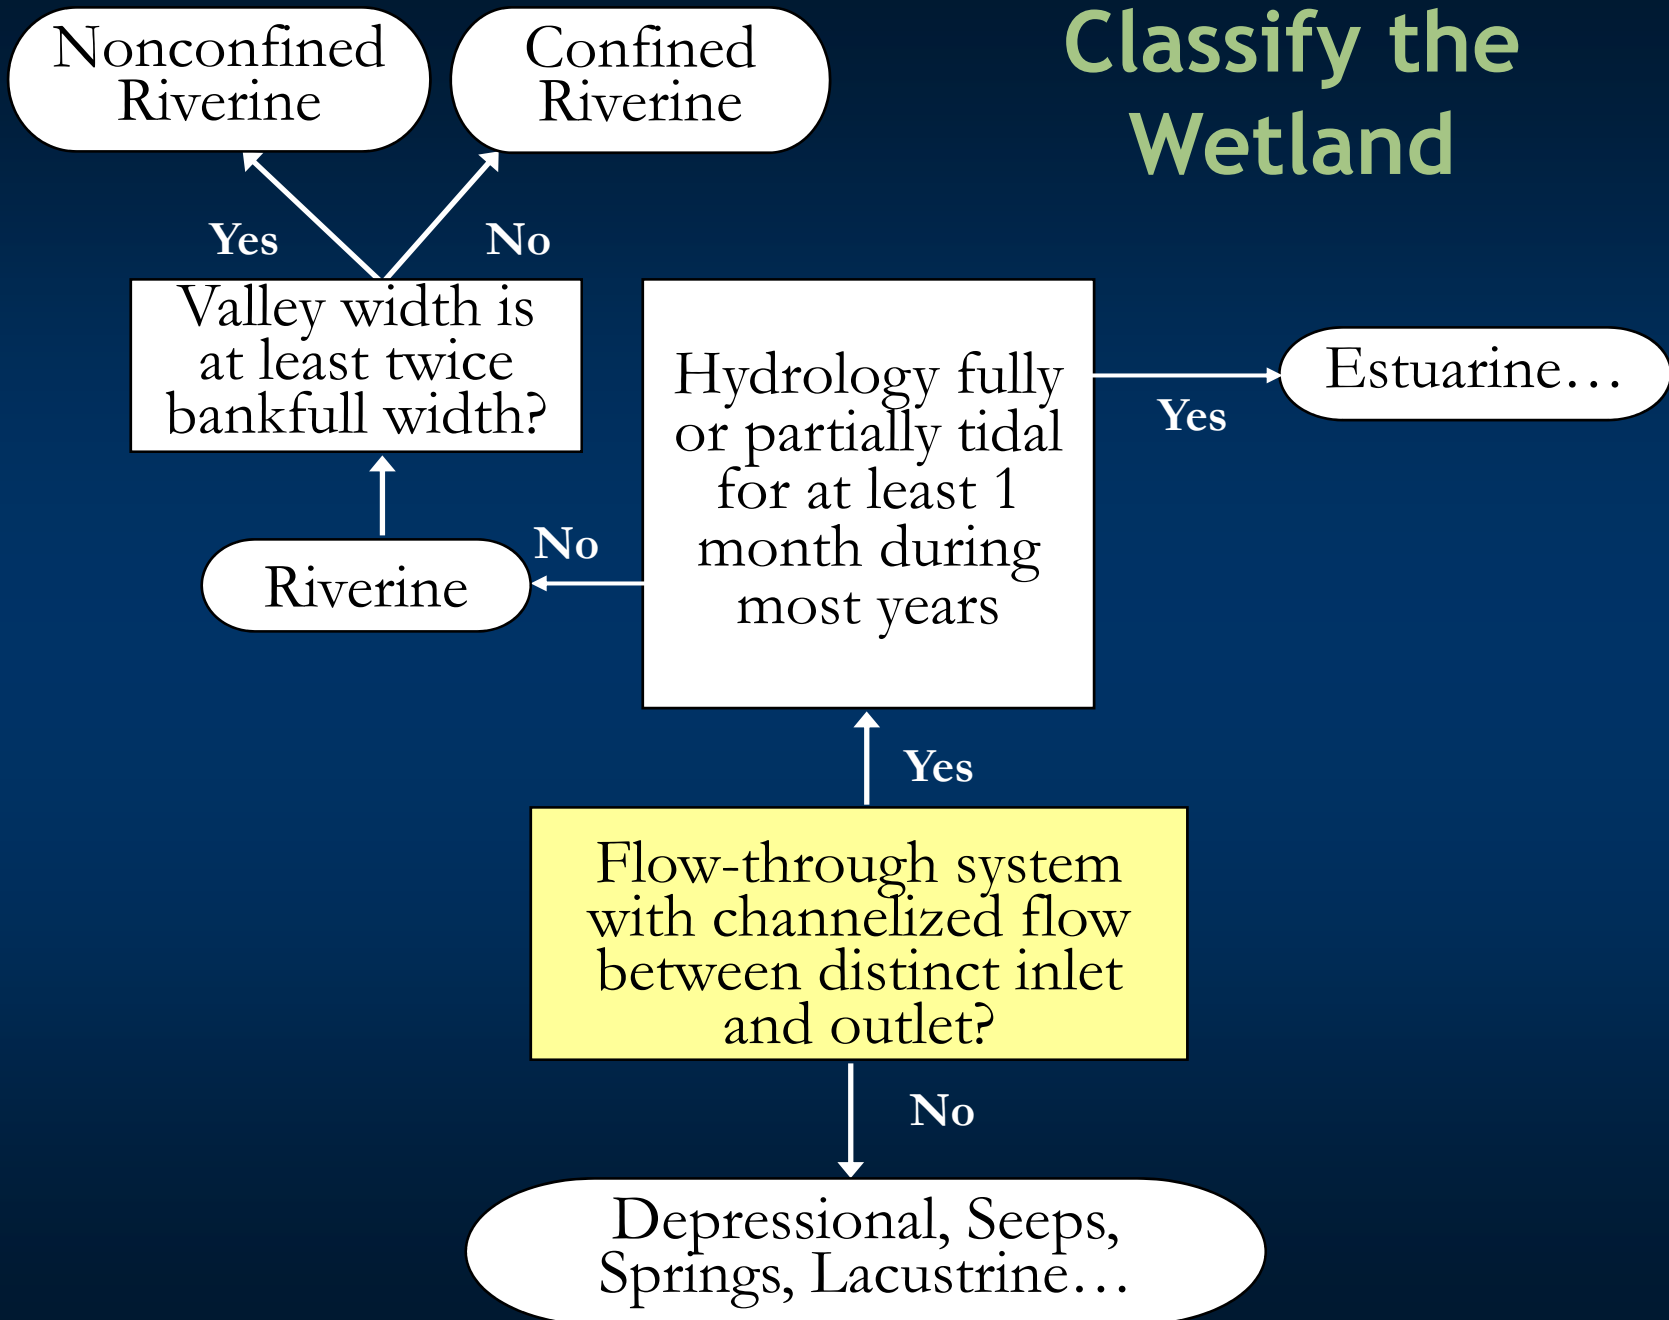 Classify the
Wetland
Nonconfined
Riverine
Confined
Riverine
Yes
No
Valley width is
at least twice
bankfull width?
Hydrology fully
or partially tidal
for at least 1
month during
most years
Yes
Estuarine…
No
Riverine
Yes
Flow-through system
with channelized flow
between distinct inlet
and outlet?
No
Depressional, Seeps,
Springs, Lacustrine…